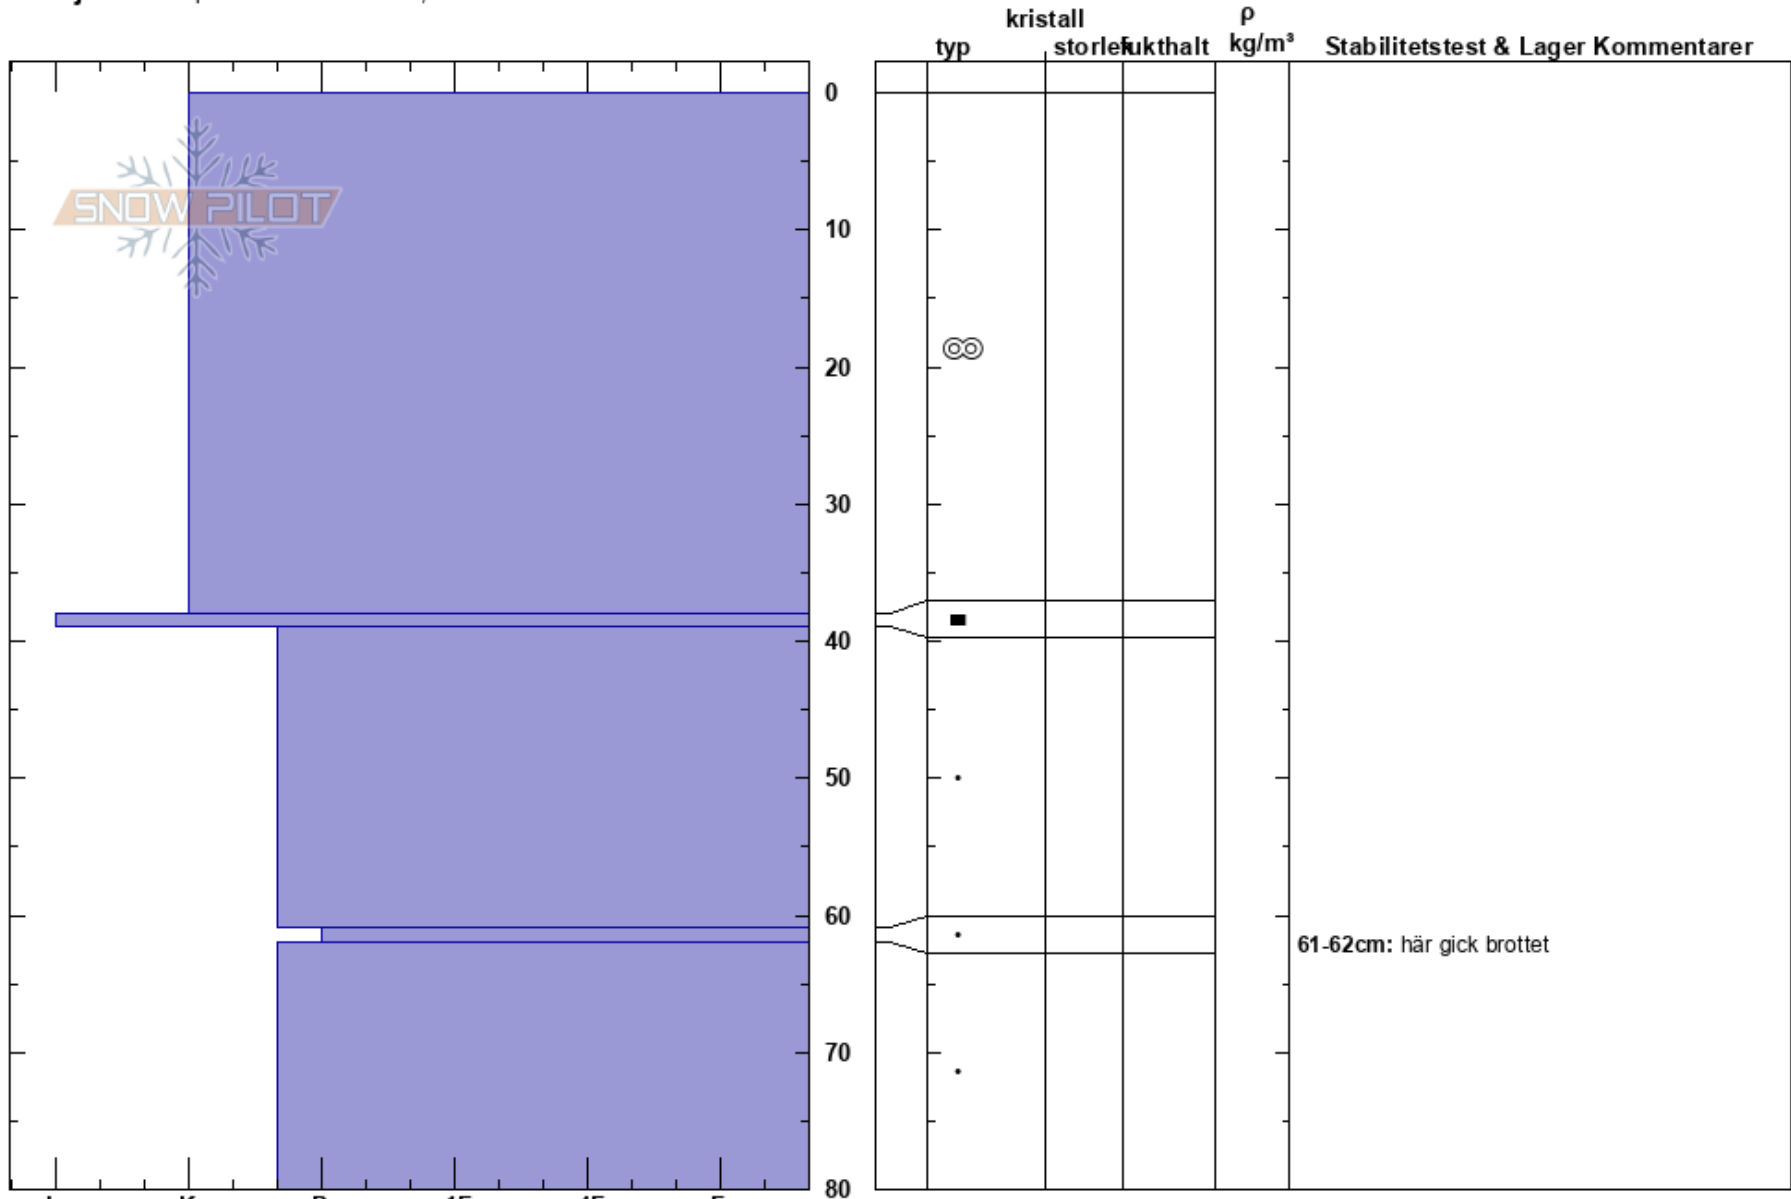 kristall
ρ
typ storlek fukthalt kg/m³ Stabilitetstest & Lager Kommentarer
0
SNOW PILOT
10
20
30
40
50
60
61-62cm: här gick brottet
70
80